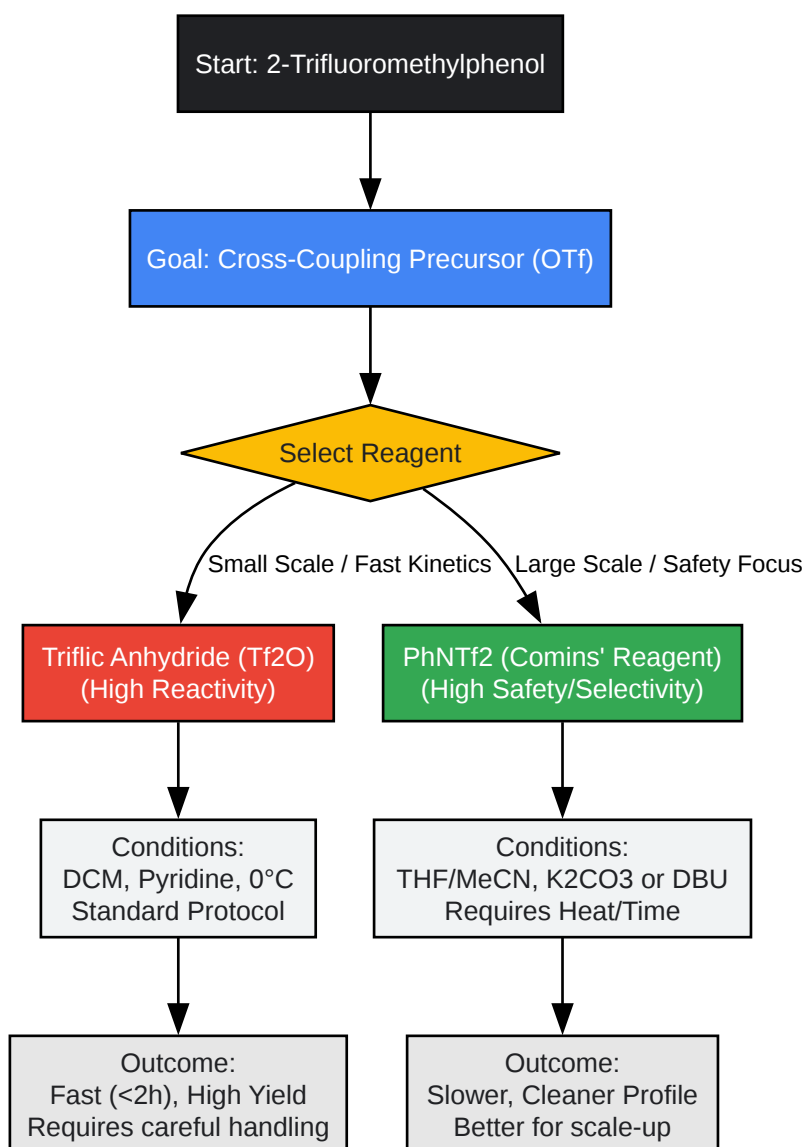 Start: 2-Trifluoromethylphenol
Goal: Cross-Coupling Precursor (OTf)
Select Reagent
Small Scale / Fast Kinetics
Large Scale / Safety Focus
Triflic Anhydride (Tf2O)
(High Reactivity)
PhNTf2 (Comins' Reagent)
(High Safety/Selectivity)
Conditions:
DCM, Pyridine, 0°C
Standard Protocol
Conditions:
THF/MeCN, K2CO3 or DBU
Requires Heat/Time
Outcome:
Fast (<2h), High Yield
Requires careful handling
Outcome:
Slower, Cleaner Profile
Better for scale-up